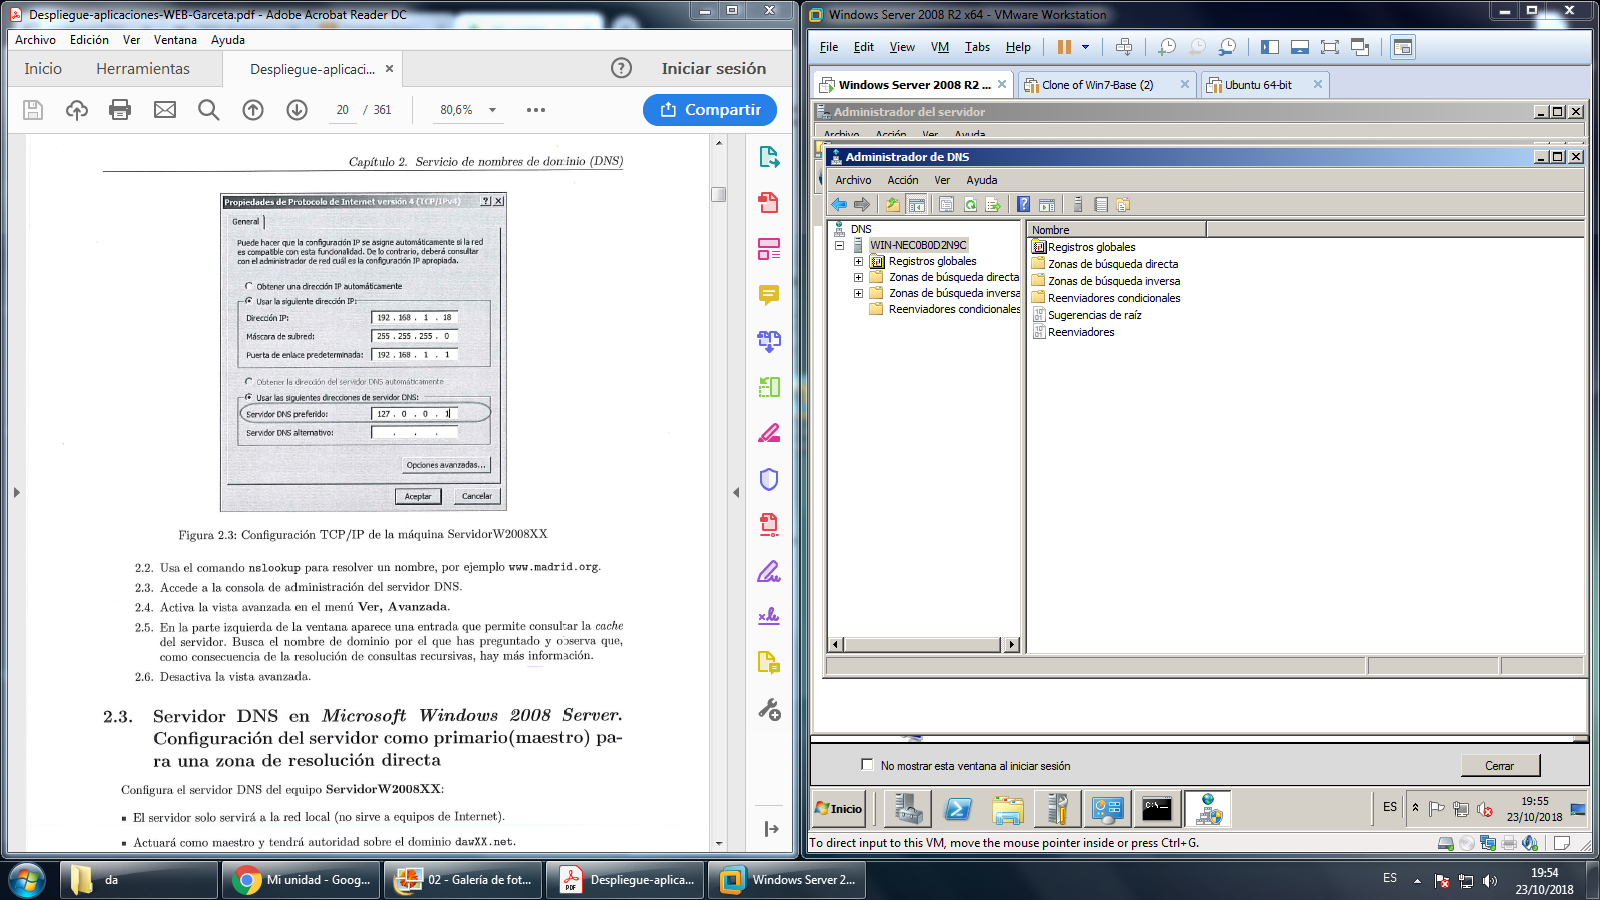 Despliegue-aplicaciones-WEB-Garceta.pdf - Adobe Acrobat Reader DC
Archivo Edición Ver Ventana Ayuda
Inicio Herramientas Despliegue-aplicaci... Iniciar sesión
20 / 361 80,6% Compartir
Capítulo 2. Servicio de nombres de dominio (DNS)
Propiedades de Protocolo de Internet versión 4 (TCP/IPv4)
General
Puede hacer que la configuración IP se asigne automáticamente si la red
es compatible con esta funcionalidad. De lo contrario, deberá consultar
con el administrador de red cuál es la configuración IP apropiada.
Obtener una dirección IP automáticamente
Usar la siguiente dirección IP:
Dirección IP: 192 . 168 . 1 . 18
Máscara de subred: 255 . 255 . 255 . 0
Puerta de enlace predeterminada: 192 . 168 . 1 . 1
Obtener la dirección del servidor DNS automáticamente
Usar las siguientes direcciones de servidor DNS:
Servidor DNS preferido: 127 . 0 . 0 . 1
Servidor DNS alternativo: . . .
Opciones avanzadas...
Aceptar Cancelar
Figura 2.3: Configuración TCP/IP de la máquina ServidorW2008XX
2.2. Usa el comando nslookup para resolver un nombre, por ejemplo www.madrid.org.
2.3. Accede a la consola de administración del servidor DNS.
2.4. Activa la vista avanzada en el menú Ver, Avanzada.
2.5. En la parte izquierda de la ventana aparece una entrada que permite consultar la cache
del servidor. Busca el nombre de dominio por el que has preguntado y observa que,
como consecuencia de la resolución de consultas recursivas, hay más información.
2.6. Desactiva la vista avanzada.
2.3. Servidor DNS en Microsoft Windows 2008 Server.
Configuración del servidor como primario(maestro) pa-
ra una zona de resolución directa
Configura el servidor DNS del equipo ServidorW2008XX:
▪ El servidor solo servirá a la red local (no sirve a equipos de Internet).
▪ Actuará como maestro y tendrá autoridad sobre el dominio dawXX.net.
Windows Server 2008 R2 x64 - VMware Workstation
File Edit View VM Tabs Help
Windows Server 2008 R2 ... Clone of Win7-Base (2) Ubuntu 64-bit
Administrador del servidor
Archivo Acción Ver Ayuda
Administrador de DNS
Archivo Acción Ver Ayuda
DNS
WIN-NEC0B0D2N9C
Registros globales
Zonas de búsqueda directa
Zonas de búsqueda inversa
Reenviadores condicionales
Nombre
Registros globales
Zonas de búsqueda directa
Zonas de búsqueda inversa
Reenviadores condicionales
Sugerencias de raíz
Reenviadores
No mostrar esta ventana al iniciar sesión Cerrar
Inicio ES 19:55
23/10/2018
To direct input to this VM, move the mouse pointer inside or press Ctrl+G.
da Mi unidad - Goog... 02 - Galería de fot... Despliegue-aplica... Windows Server 2... ES 19:54
23/10/2018